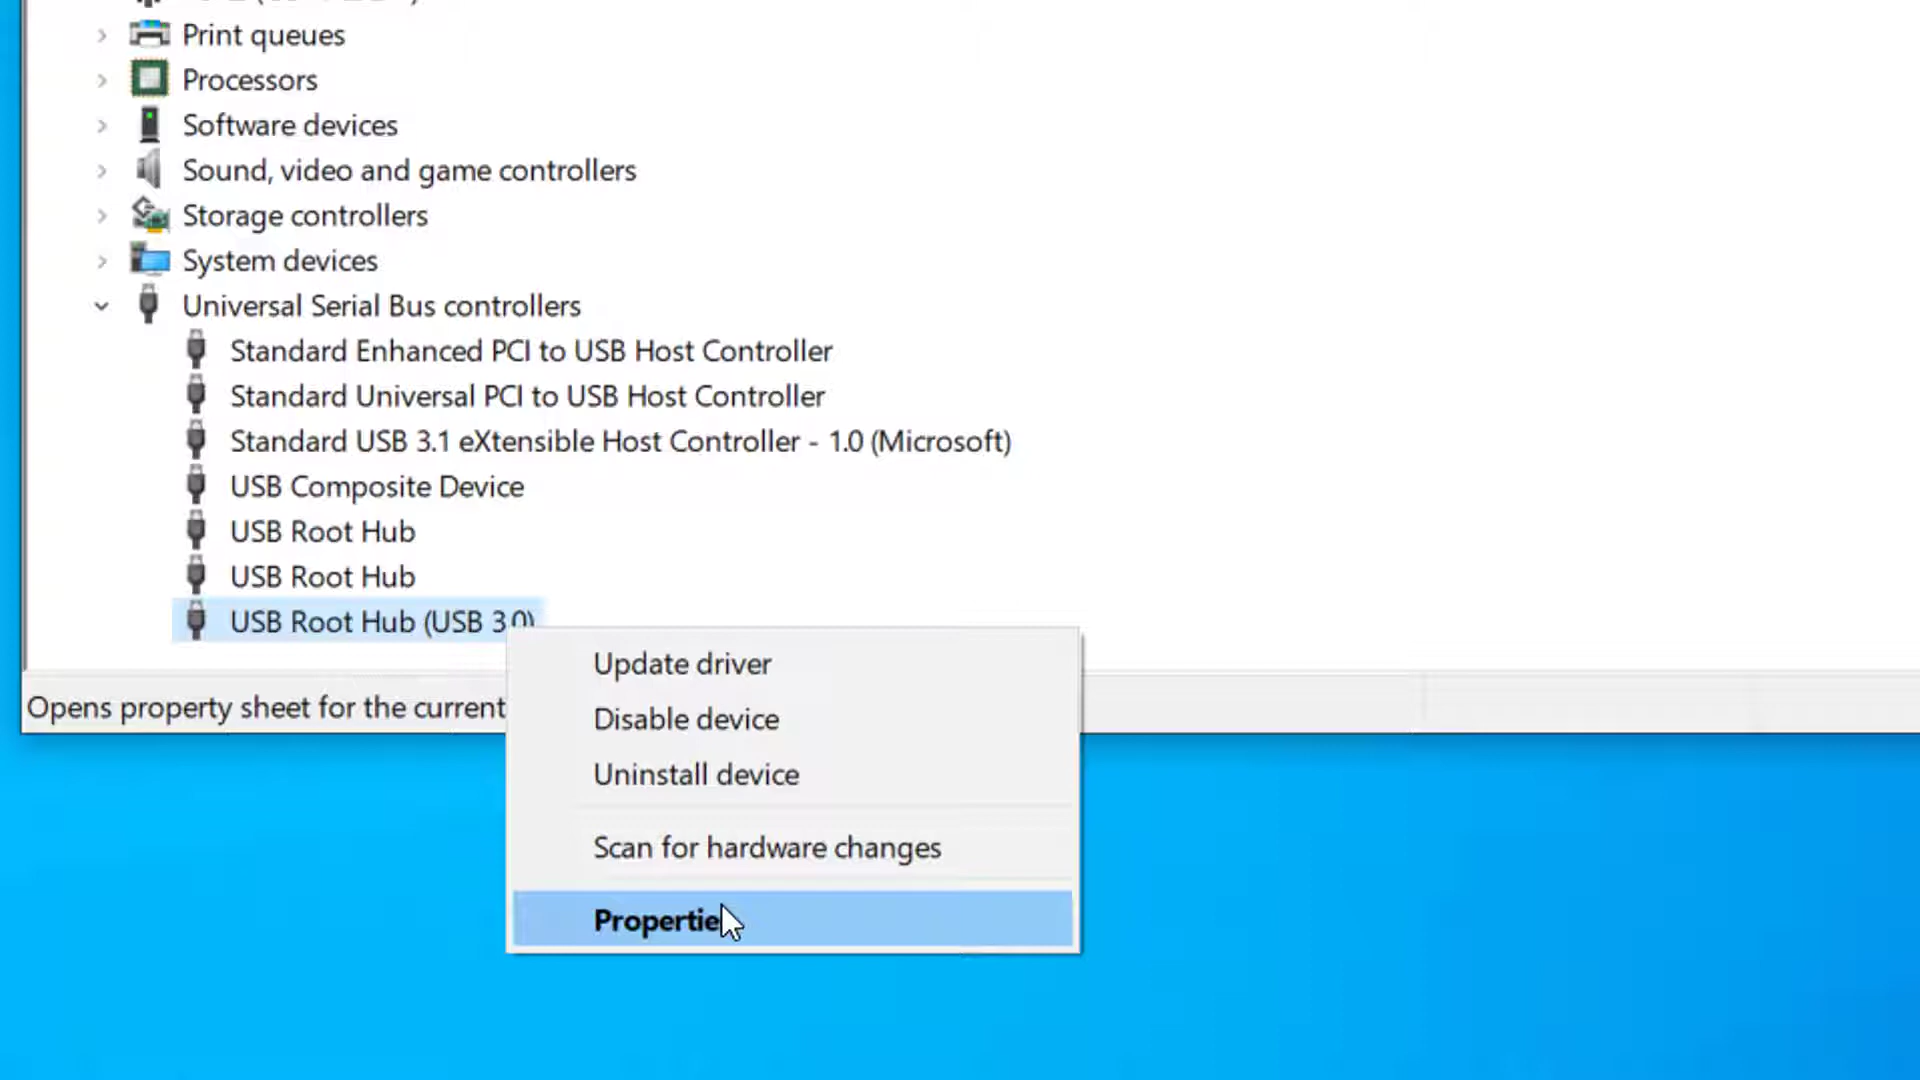 Print queues
Processors
Software devices
Sound, video and game controllers
Storage controllers
System devices
Universal Serial Bus controllers
Standard Enhanced PCI to USB Host Controller
Standard Universal PCI to USB Host Controller
Standard USB 3.1 eXtensible Host Controller - 1.0 (Microsoft)
USB Composite Device
USB Root Hub
USB Root Hub
USB Root Hub (USB 3.0)
Update driver
Opens property sheet for the current
Disable device
Uninstall device
Scan for hardware changes
Propertie